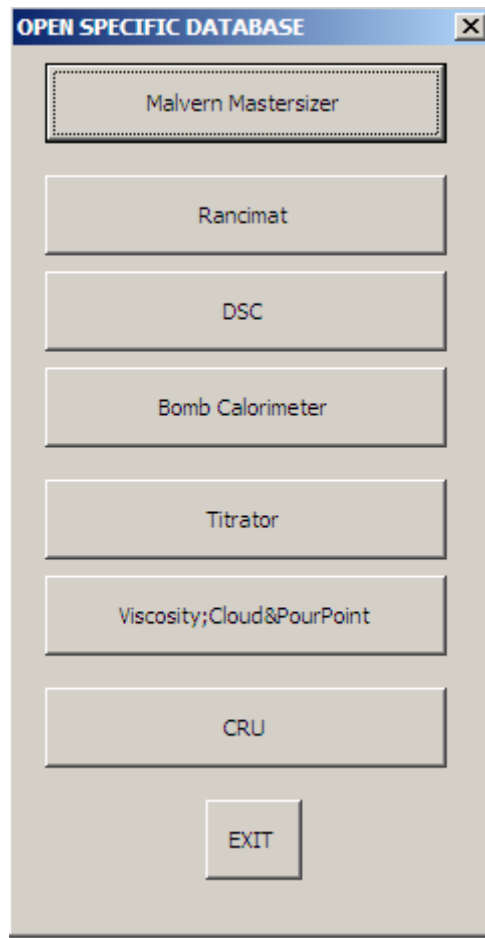 OPEN SPECIFIC DATABASE
Malvern Mastersizer
Rancimat
DSC
Bomb Calorimeter
Titrator
Viscosity;Cloud&PourPoint
CRU
EXIT